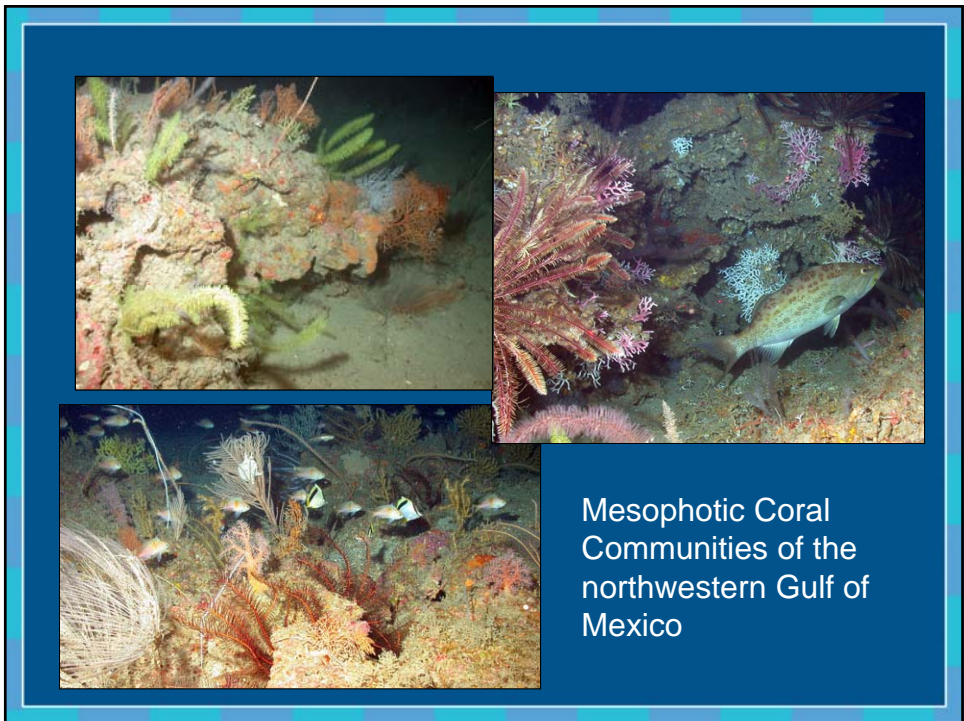 Mesophotic Coral
Communities of the
northwestern Gulf of
Mexico